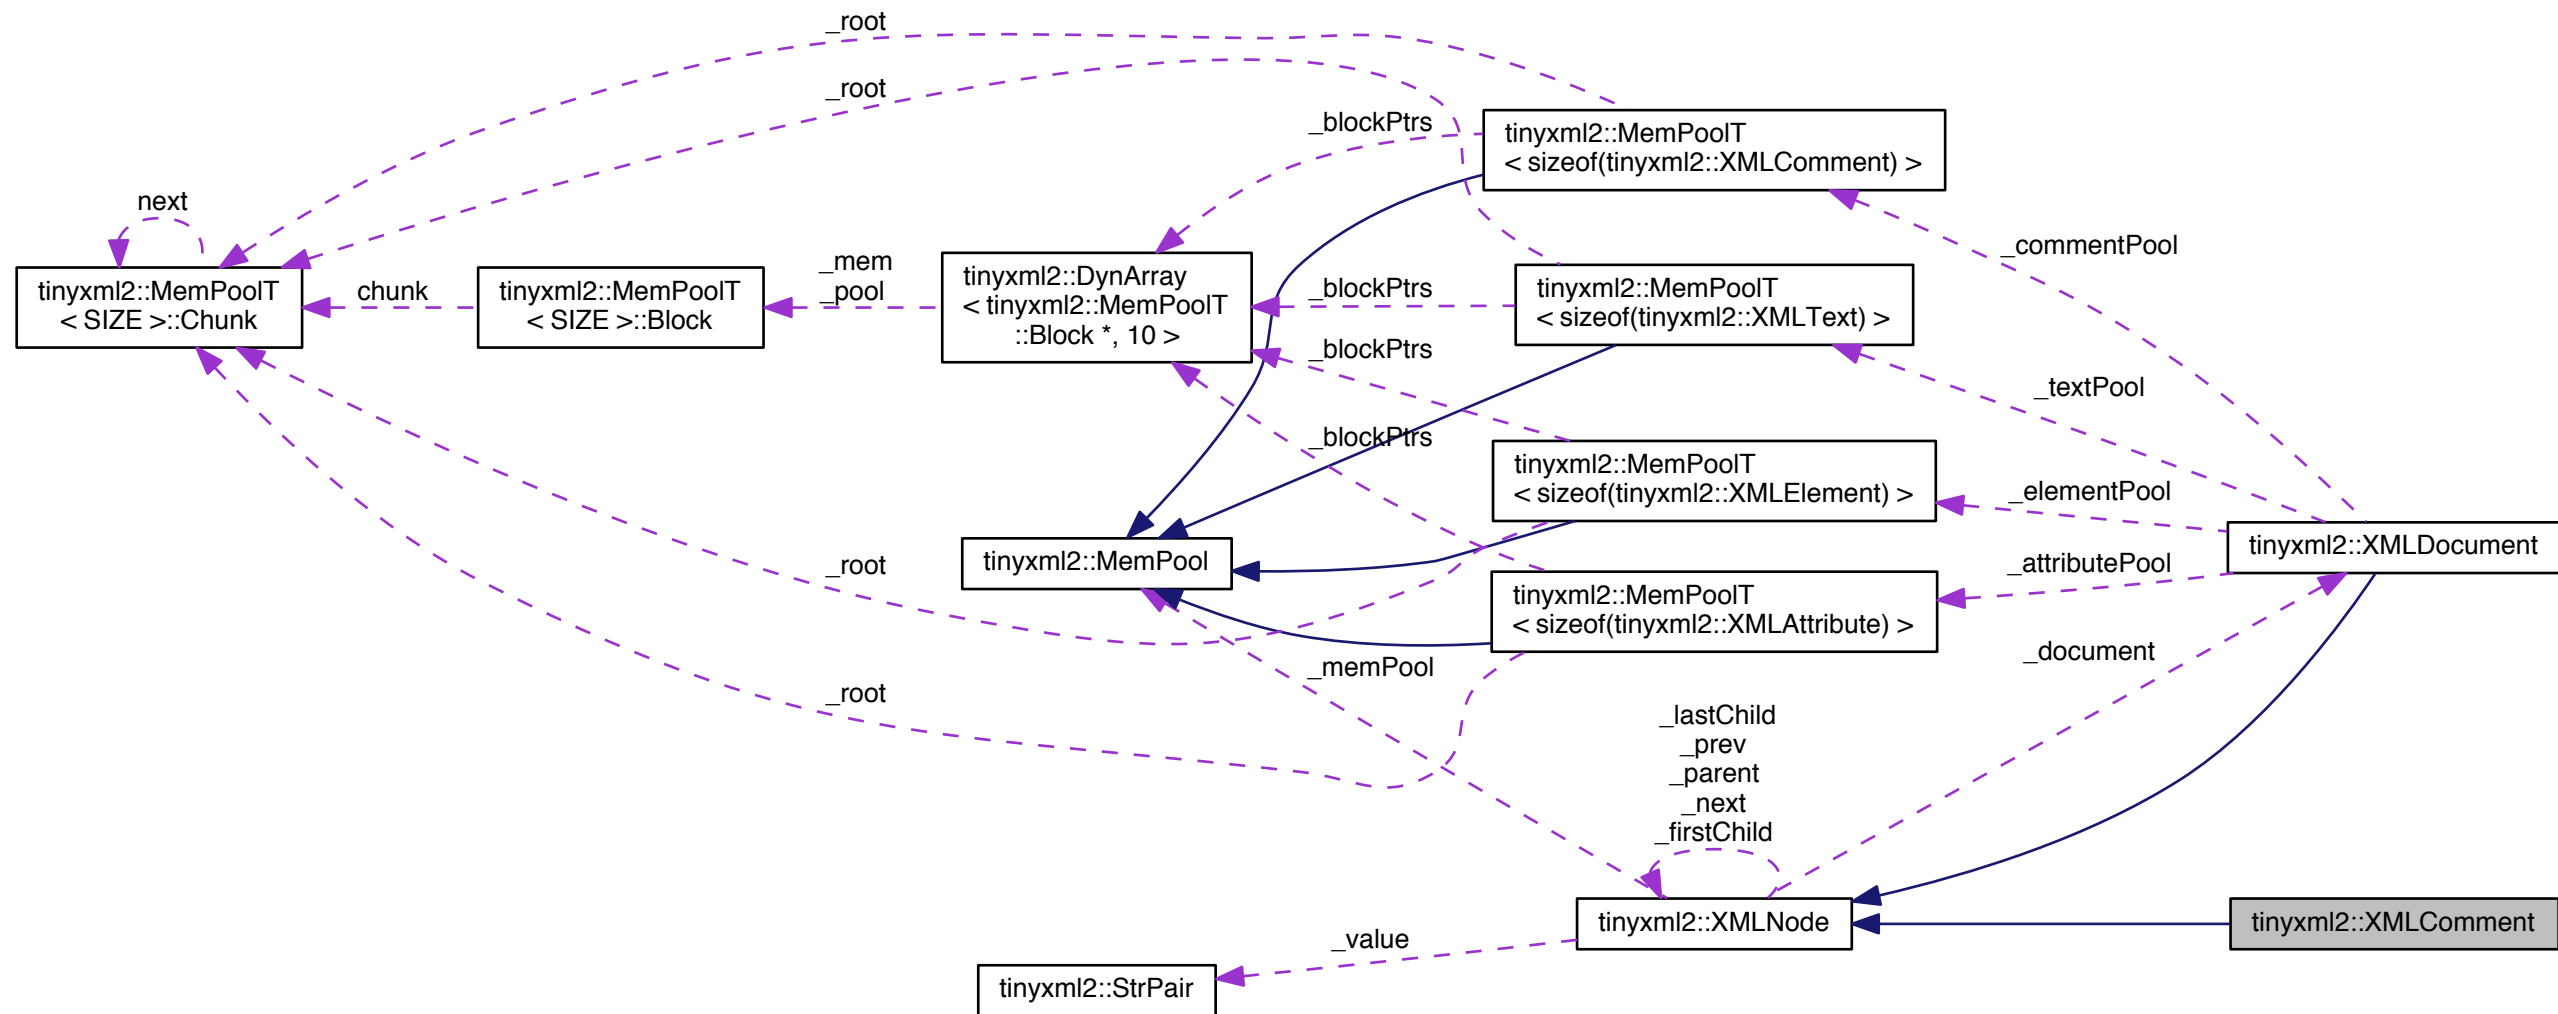 _root
_root
_blockPtrs
tinyxml2::MemPoolT
< sizeof(tinyxml2::XMLComment) >
next
_commentPool
tinyxml2::MemPoolT
< SIZE >::Chunk
chunk
tinyxml2::MemPoolT
< SIZE >::Block
_mem
_pool
tinyxml2::DynArray
< tinyxml2::MemPoolT
::Block *, 10 >
_blockPtrs
tinyxml2::MemPoolT
< sizeof(tinyxml2::XMLText) >
_blockPtrs
_textPool
_blockPtrs
tinyxml2::MemPoolT
< sizeof(tinyxml2::XMLElement) >
_elementPool
tinyxml2::XMLDocument
tinyxml2::MemPool
_root
_attributePool
tinyxml2::MemPoolT
< sizeof(tinyxml2::XMLAttribute) >
_document
_memPool
_root
_lastChild
_prev
_parent
_next
_firstChild
tinyxml2::XMLNode
tinyxml2::XMLComment
_value
tinyxml2::StrPair